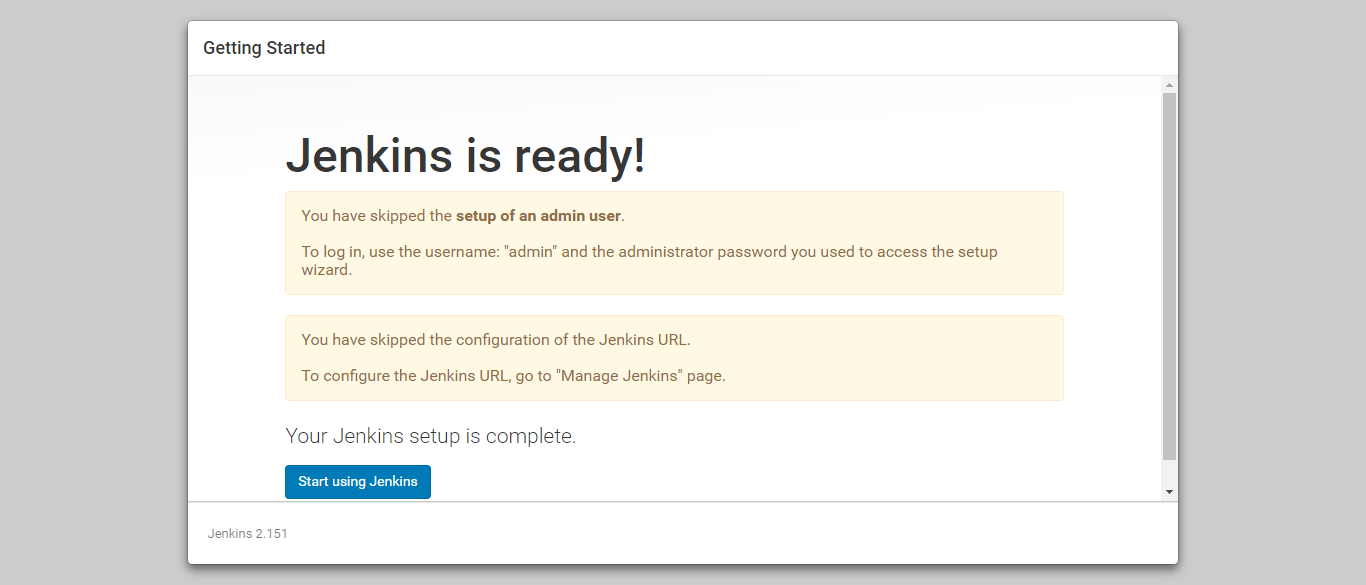 Getting Started
Jenkins is ready!
You have skipped the setup of an admin user.
To log in, use the username: "admin" and the administrator password you used to access the setup
wizard.
You have skipped the configuration of the Jenkins URL.
To configure the Jenkins URL, go to "Manage Jenkins" page.
Your Jenkins setup is complete.
Start using Jenkins
Jenkins 2.151